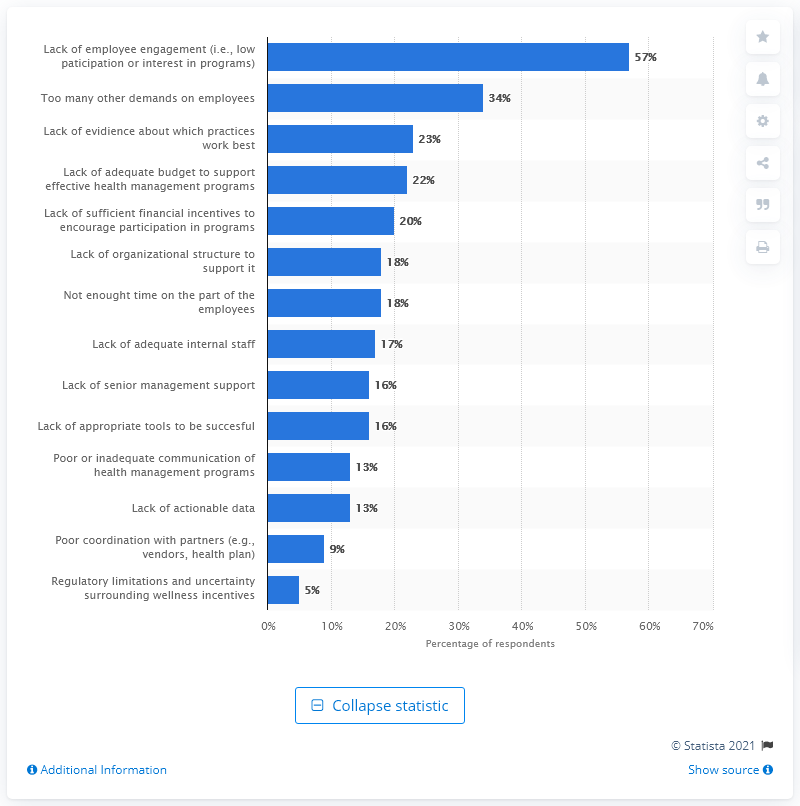 Lack of employee engagement (i.e., low
paticipation or interest in programs)
57%
Too many other demands on employees
34%
Lack of evidience about which practices
work best
23%
Lack of adequate budget to support
effective health management programs
22%
Lack of sufficient financial incentives to
encourage participation in programs
20%
Lack of organizational structure to
support it
18%
Not enought time on the part of the
employees
18%
Lack of adequate internal staff
17%
Lack of senior management support
16%
Lack of appropriate tools to be succesful
16%
Poor or inadequate communication of
health management programs
13%
Lack of actionable data
13%
Poor coordination with partners (e.g.,
vendors, health plan)
9%
Regulatory limitations and uncertainty
surrounding wellness incentives
5%
0% 10% 20% 30% 40% 50% 60% 70%
Percentage of respondents
Collapse statistic
© Statista 2021
Additional Information
Show source